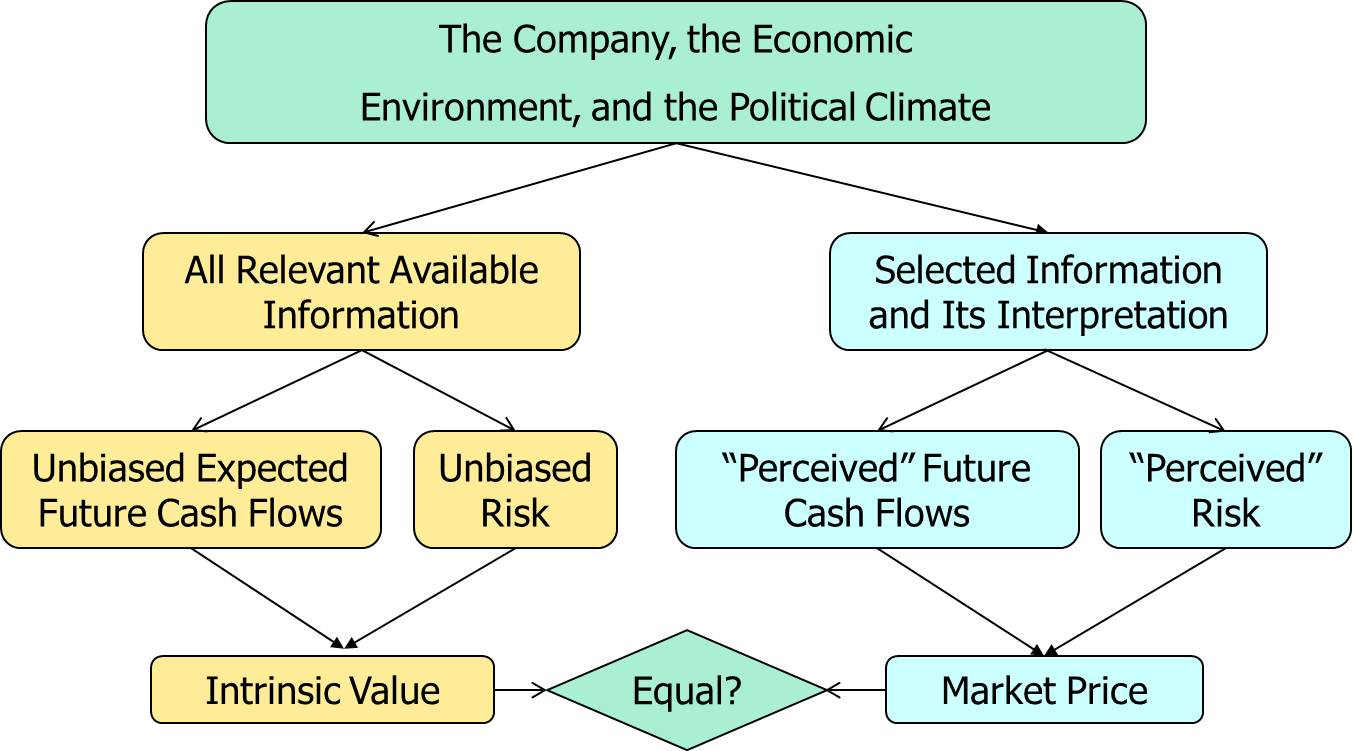 The Company, the Economic
Environment, and the Political Climate
All Relevant Available
Information
Selected Information
and Its Interpretation
Unbiased Expected
Future Cash Flows
Unbiased
Risk
“Perceived” Future
Cash Flows
“Perceived”
Risk
Intrinsic Value
Equal?
Market Price